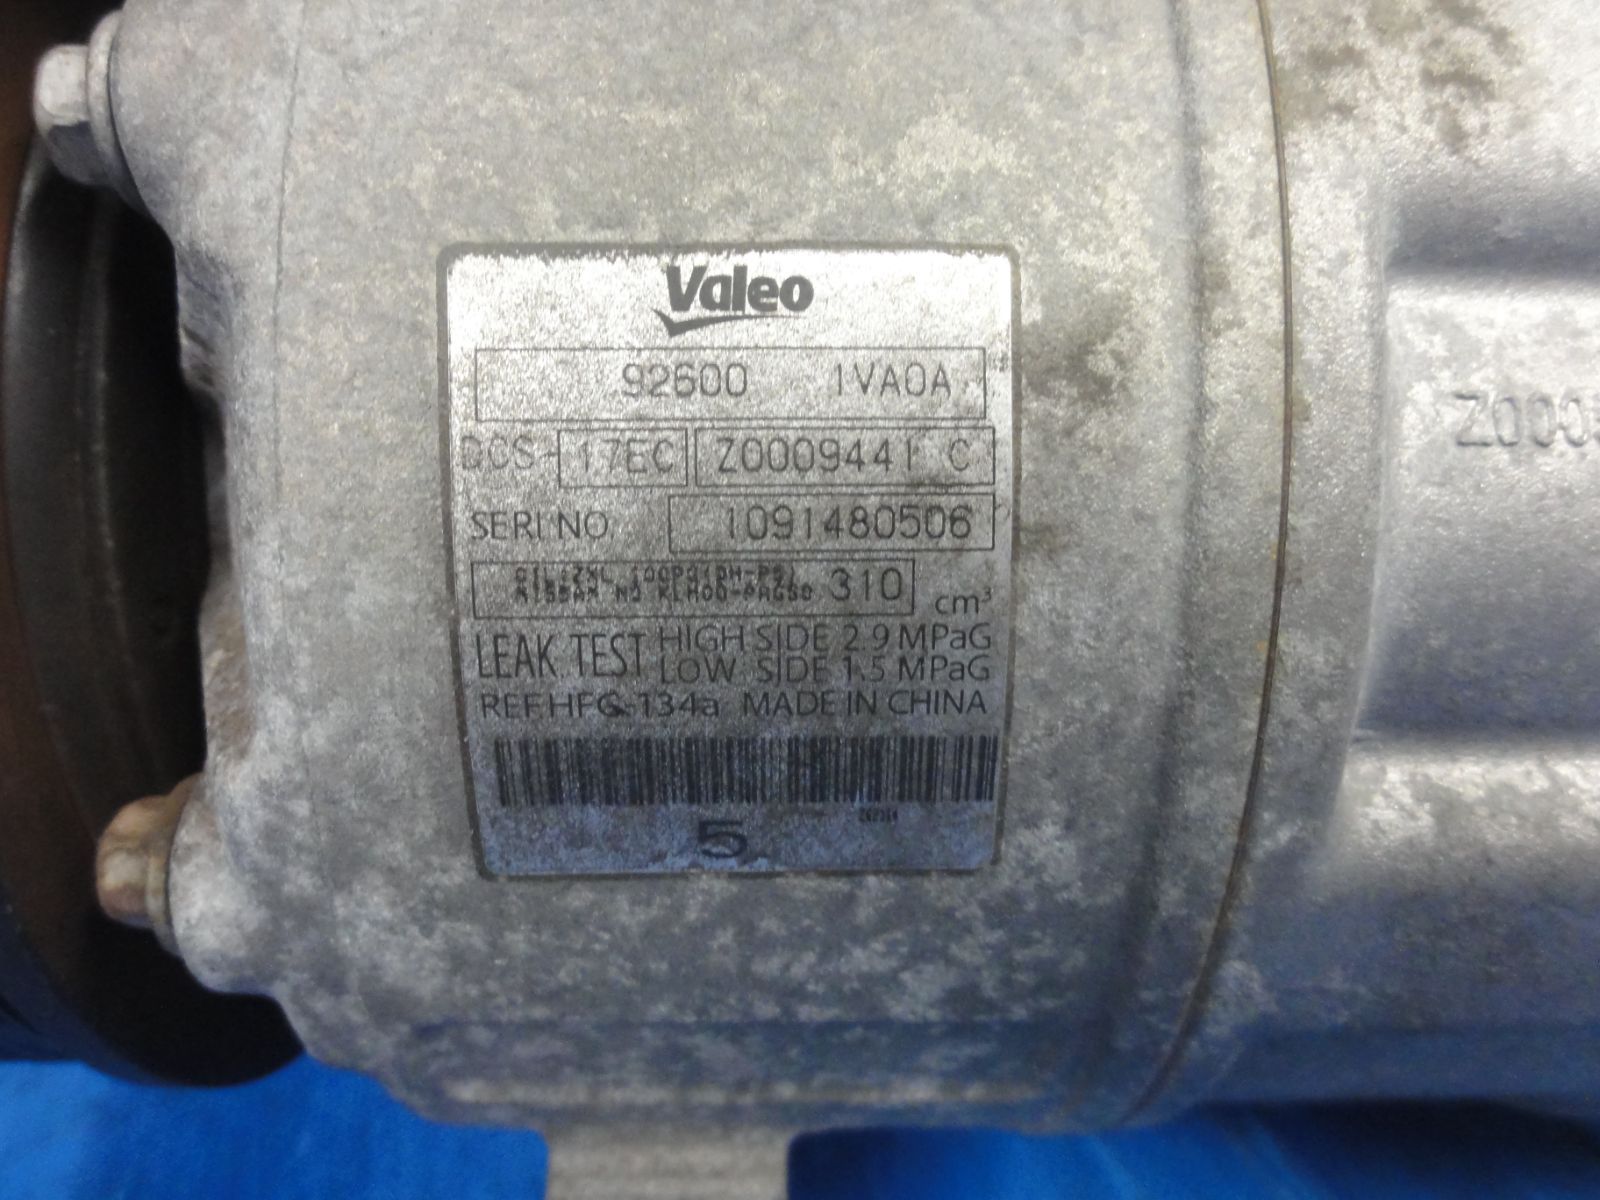 Valeo
92600 1VA0A
DCS- 17EC Z0009441 C
SERI NO. 1091480506
310 cm³
LEAK TEST HIGH SIDE 2.9 MPaG
LOW SIDE 1.5 MPaG
REF HFC-134a MADE IN CHINA
5